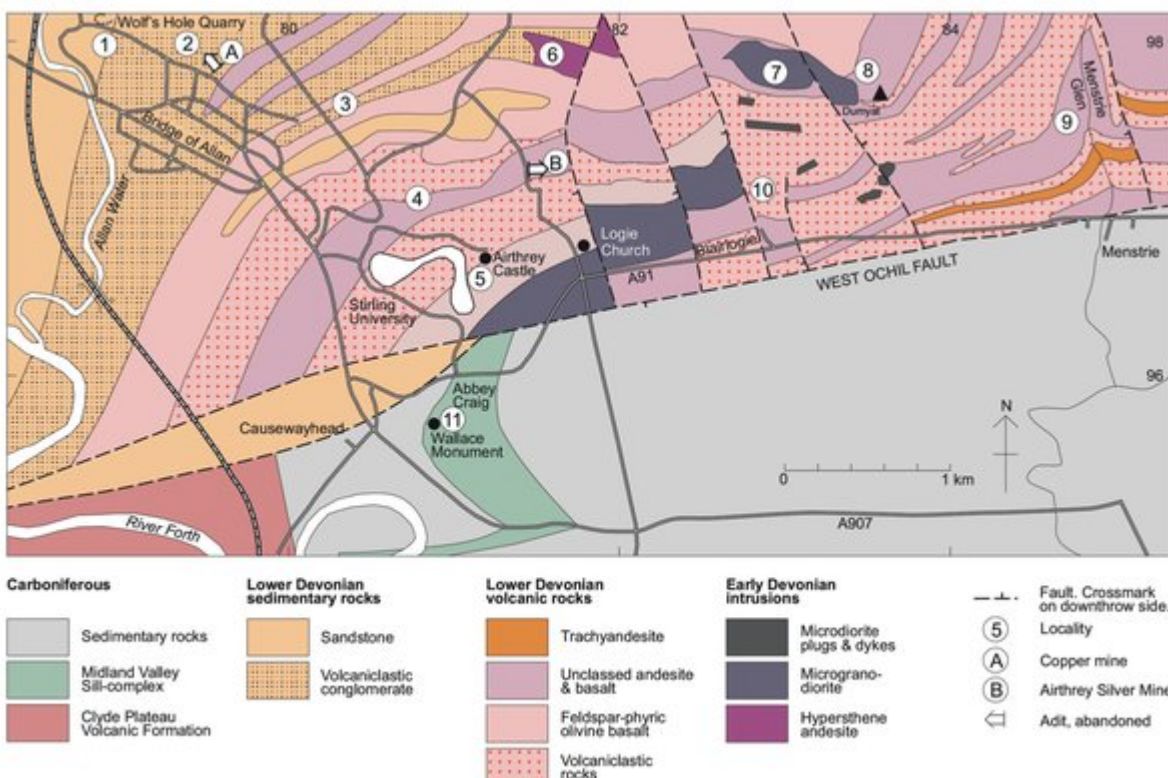 Wolf's Hole Quarry
80
82
84
98
1
2
A
6
7
8
Dumyat
Menstrie
Glen
3
9
Bridge of Allan
Allan Water
B
4
10
Logie
Church
Airthrey
Castle
5
Blairlogie
A91
Menstrie
WEST OCHIL FAULT
Stirling
University
96
Abbey
Craig
N
Causewayhead
11
Wallace
Monument
0
1 km
River Forth
A907
Carboniferous
Sedimentary rocks
Midland Valley
Sill-complex
Clyde Plateau
Volcanic Formation
Lower Devonian
sedimentary rocks
Sandstone
Volcaniclastic
conglomerate
Lower Devonian
volcanic rocks
Trachyandesite
Unclassed andesite
& basalt
Feldspar-phyric
olivine basalt
Volcaniclastic
rocks
Early Devonian
intrusions
Microdiorite
plugs & dykes
Micrograno-
diorite
Hypersthene
andesite
Fault. Crossmark
on downthrow side.
5 Locality
A Copper mine
B Airthrey Silver Mine
Adit, abandoned